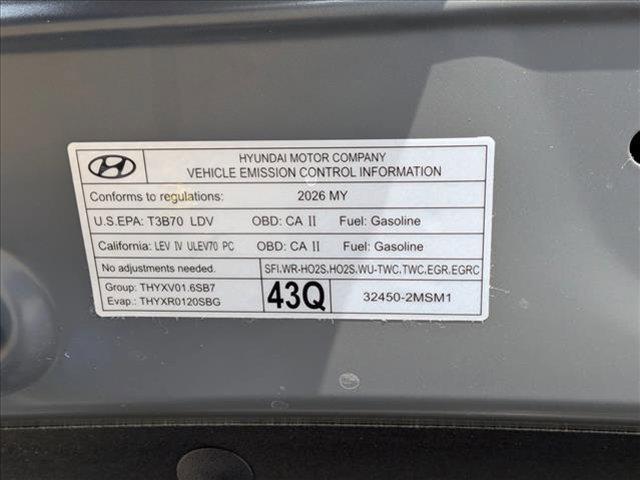 HYUNDAI MOTOR COMPANY
VEHICLE EMISSION CONTROL INFORMATION
Conforms to regulations: 2026 MY
U.S.EPA: T3B70 LDV OBD: CA II Fuel: Gasoline
California: LEV IV ULEV70 PC OBD: CA II Fuel: Gasoline
No adjustments needed. SFI.WR-HO2S.HO2S.WU-TWC.TWC.EGR.EGRC
Group: THYXV01.6SB7
Evap.: THYXR0120SBG
43Q
32450-2MSM1